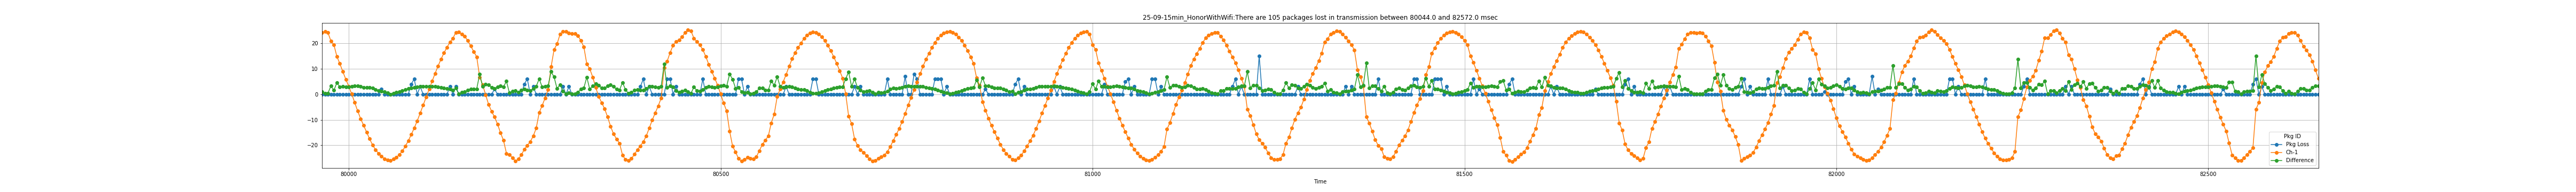 25-09-15min_HonorWithWifi:There are 105 packages lost in transmission between 80044.0 and 82572.0 msec
20
10
0
−10
−20
80000 80500 81000 81500 82000 82500
Time
Pkg ID
Pkg Loss
Ch-1
Difference